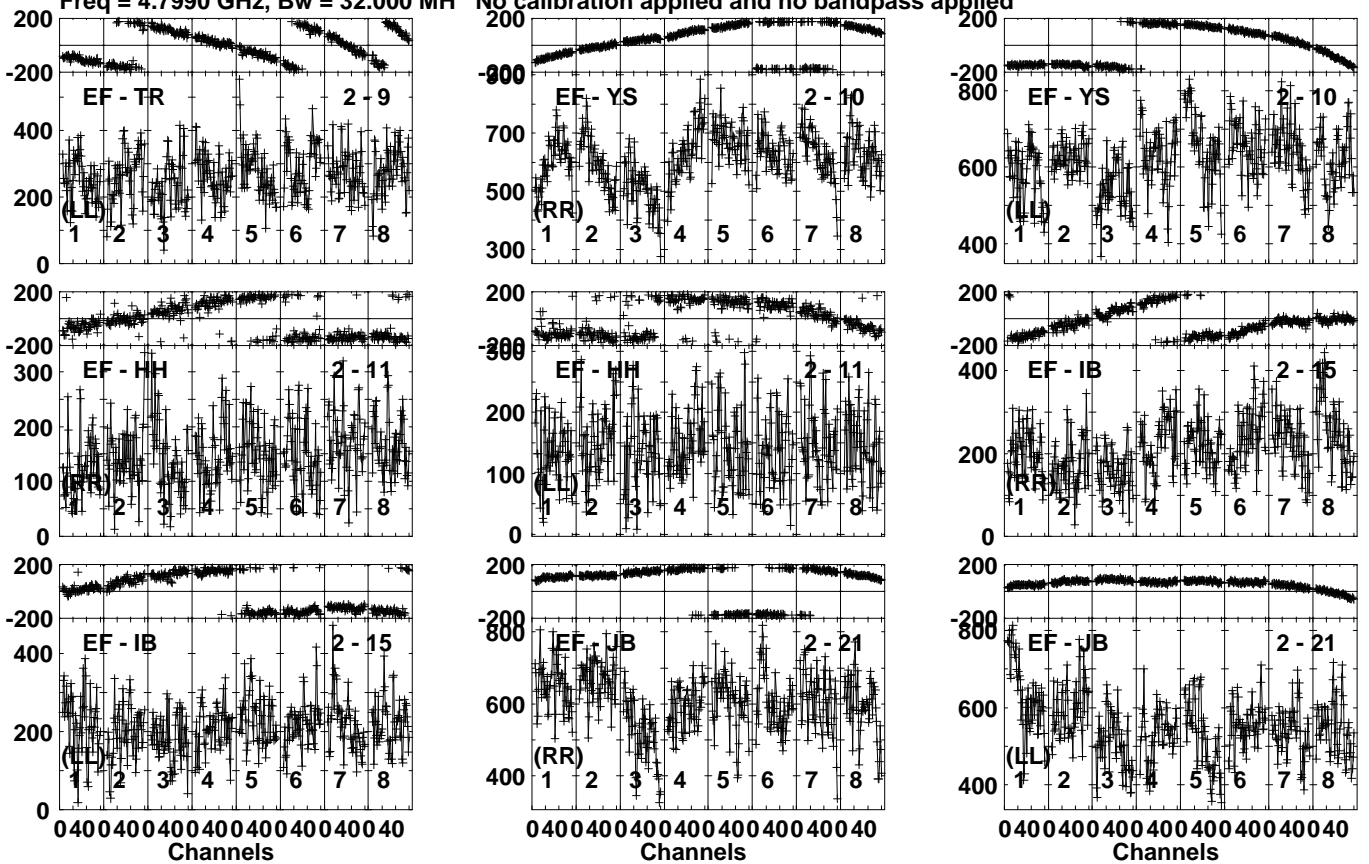 Freq = 4.7990 GHz, Bw = 32.000 MH No calibration applied and no bandpass applied
200
-200
EF - TR 2 - 9
400
200
(LL)
1 2 3 4 5 6 7 8
0
200
-200
800
EF - YS 2 - 10
700
500
(RR)
1 2 3 4 5 6 7 8
300
200
-200
800
EF - YS 2 - 10
600
(LL)
1 2 3 4 5 6 7 8
400
200
-200
300
EF - HH 2 - 11
200
100
(RR)
1 2 3 4 5 6 7 8
0
200
-200
300
EF - HH 2 - 11
200
100
(LL)
1 2 3 4 5 6 7 8
0
200
-200
400
EF - IB 2 - 15
200
(RR)
1 2 3 4 5 6 7 8
0
200
-200
EF - IB 2 - 15
400
200
(LL)
1 2 3 4 5 6 7 8
0
0 40 0 40 0 40 0 40 0 40 0 40 0 40 0 40
Channels
200
-200
800
EF - JB 2 - 21
600
(RR)
1 2 3 4 5 6 7 8
400
0 40 0 40 0 40 0 40 0 40 0 40 0 40 0 40
Channels
200
-200
800
EF - JB 2 - 21
600
(LL)
1 2 3 4 5 6 7 8
400
0 40 0 40 0 40 0 40 0 40 0 40 0 40 0 40
Channels